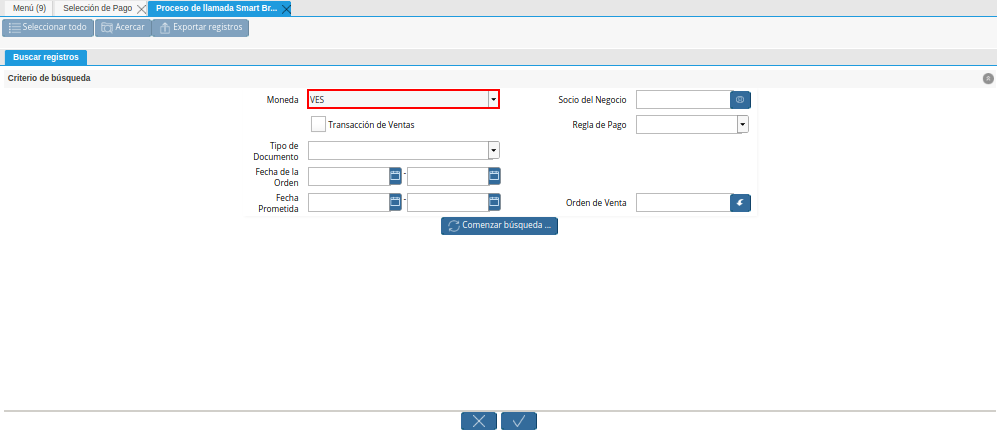 Menú (9) Selección de Pago Proceso de llamada Smart Br...
Seleccionar todo Acercar Exportar registros
Buscar registros
Criterio de búsqueda
Moneda VES Socio del Negocio
Transacción de Ventas Regla de Pago
Tipo de
Documento
Fecha de la
Orden
-
Fecha
Prometida
-
Orden de Venta
Comenzar búsqueda ...